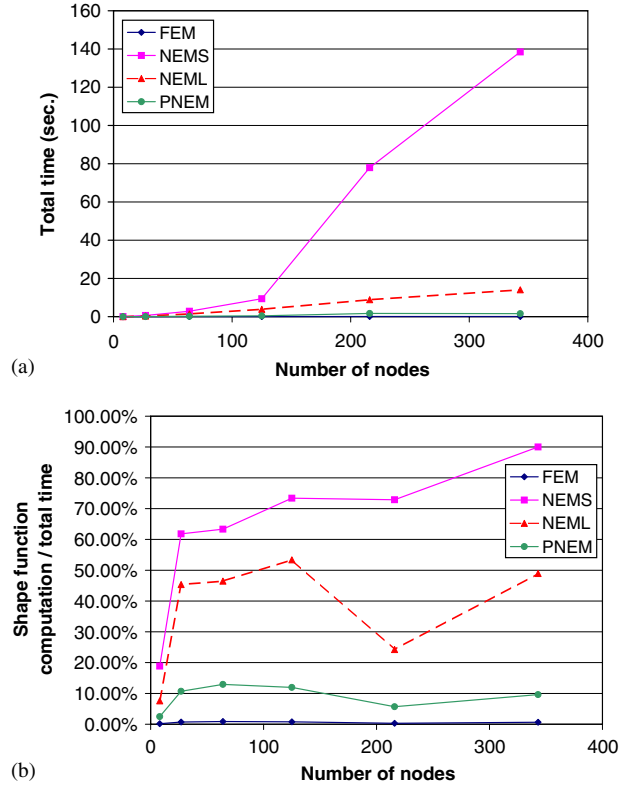 160
140
120
100
80
60
40
20
0
Total time (sec.)
FEM
NEMS
NEML
PNEM
0 100 200 300 400
Number of nodes
(a)
100.00%
90.00%
80.00%
70.00%
60.00%
50.00%
40.00%
30.00%
20.00%
10.00%
0.00%
Shape function
computation / total time
FEM
NEMS
NEML
PNEM
0 100 200 300 400
Number of nodes
(b)